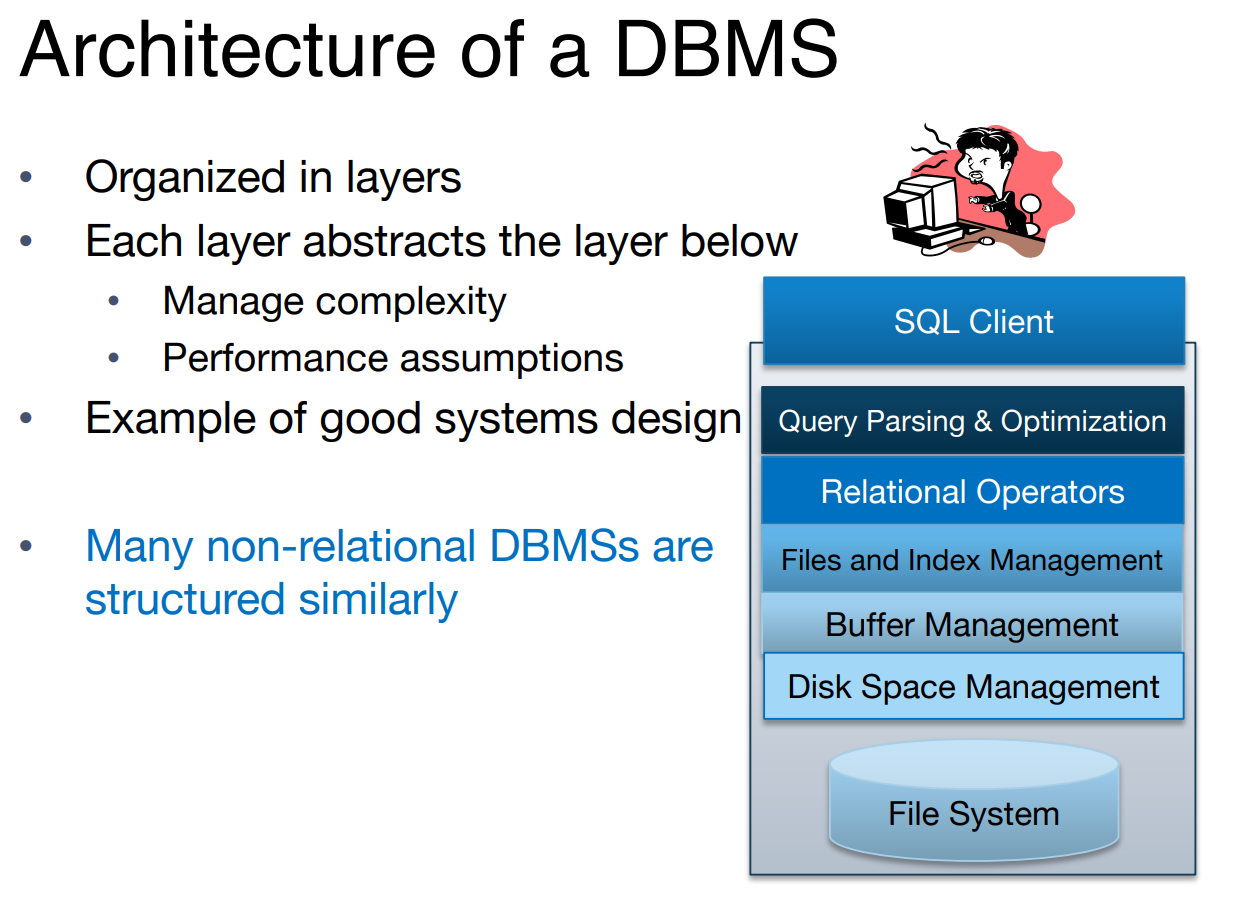 Architecture of a DBMS
• Organized in layers
• Each layer abstracts the layer below
• Manage complexity
• Performance assumptions
• Example of good systems design
• Many non-relational DBMSs are
structured similarly
SQL Client
Query Parsing & Optimization
Relational Operators
Files and Index Management
Buffer Management
Disk Space Management
File System